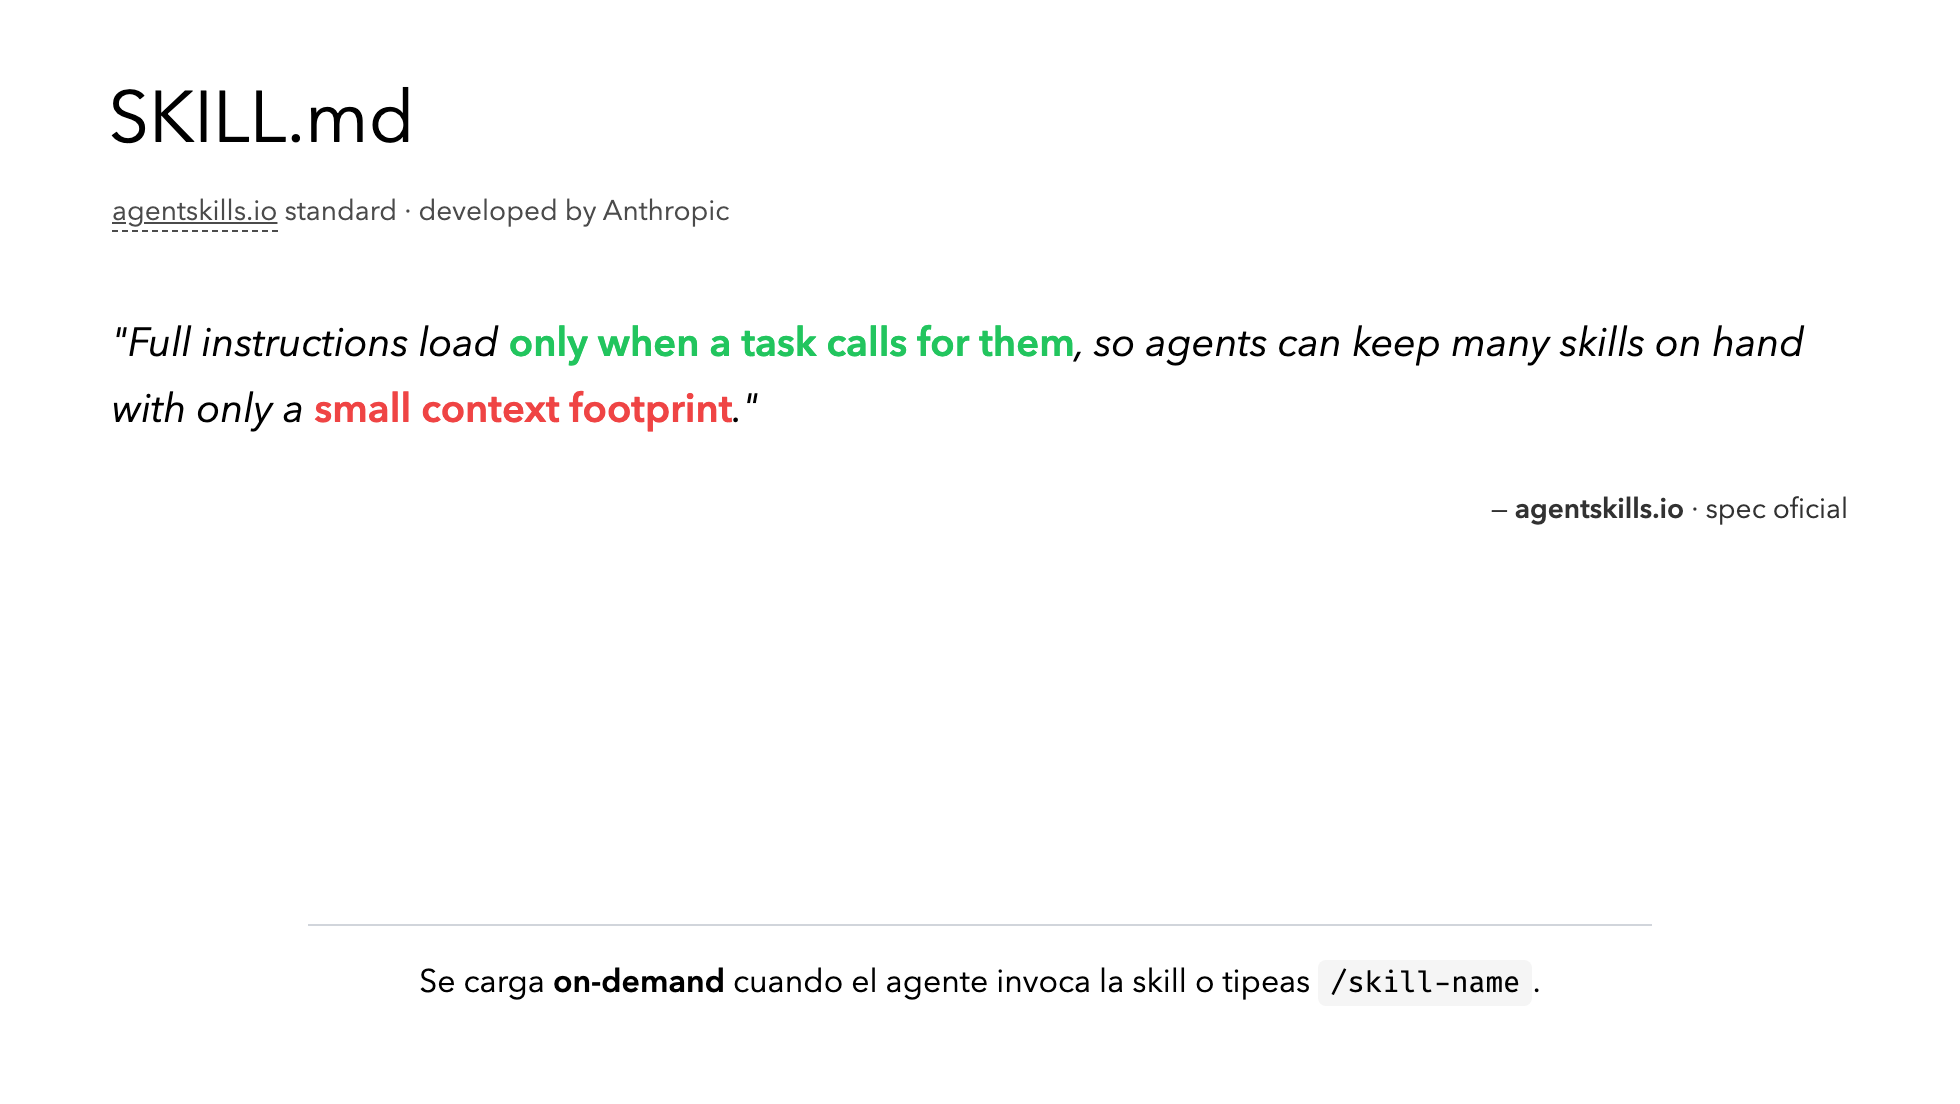 SKILL.md
agentskills.io standard · developed by Anthropic
"Full instructions load only when a task calls for them, so agents can keep many skills on hand
with only a small context footprint."
— agentskills.io · spec oficial
Se carga on-demand cuando el agente invoca la skill o tipeas /skill-name.